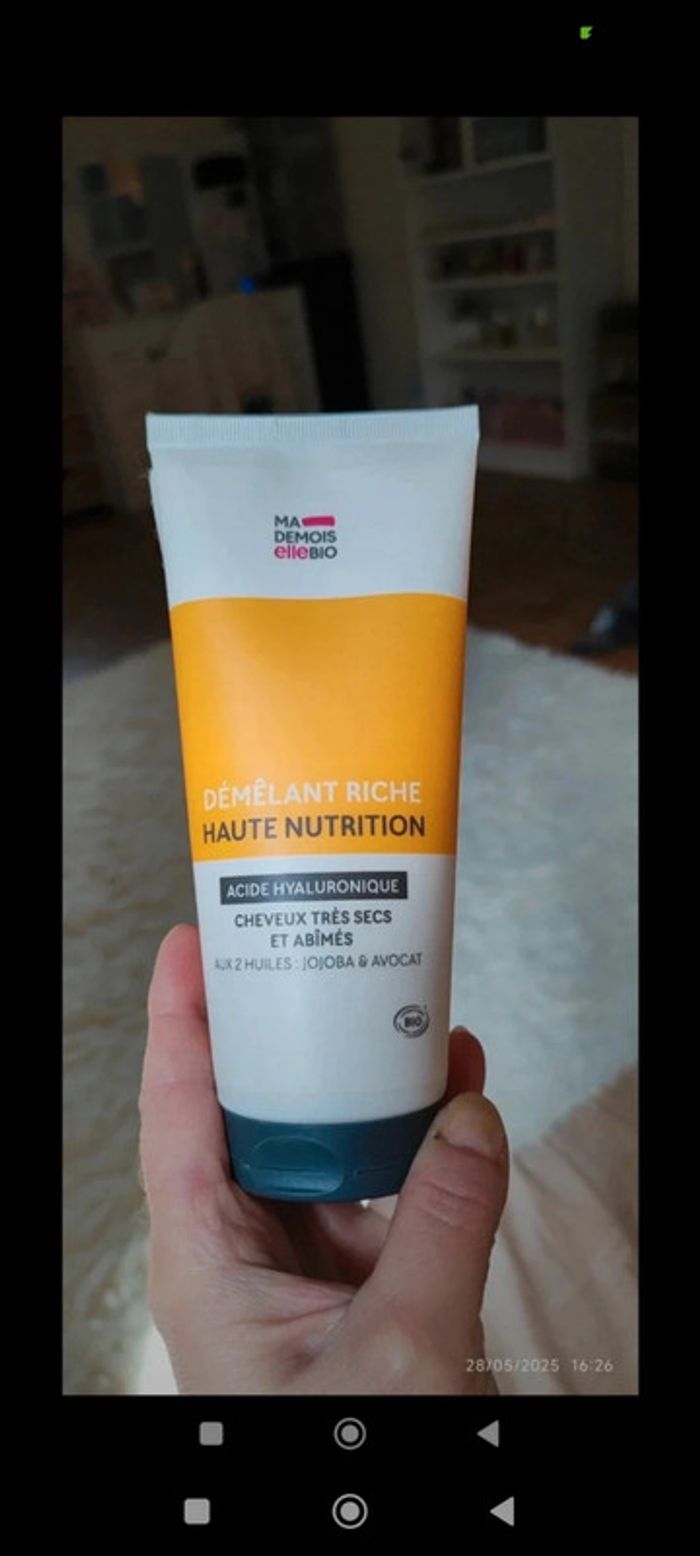 MA
DEMOIS
elleBIO
DÉMÊLANT RICHE
HAUTE NUTRITION
ACIDE HYALURONIQUE
CHEVEUX TRÈS SECS
ET ABÎMÉS
AUX 2 HUILES : JOJOBA & AVOCAT
BIO
28/05/2025 16:26